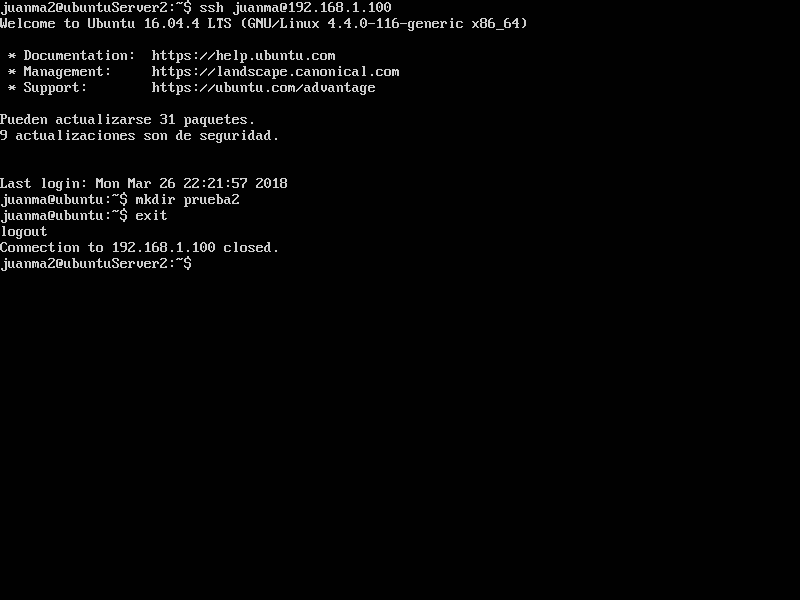 juanma2@ubuntuServer2:~$ ssh juanma@192.168.1.100
Welcome to Ubuntu 16.04.4 LTS (GNU/Linux 4.4.0-116-generic x86_64)
* Documentation: https://help.ubuntu.com
* Management: https://landscape.canonical.com
* Support: https://ubuntu.com/advantage
Pueden actualizarse 31 paquetes.
9 actualizaciones son de seguridad.
Last login: Mon Mar 26 22:21:57 2018
juanma@ubuntu:~$ mkdir prueba2
juanma@ubuntu:~$ exit
logout
Connection to 192.168.1.100 closed.
juanma2@ubuntuServer2:~$